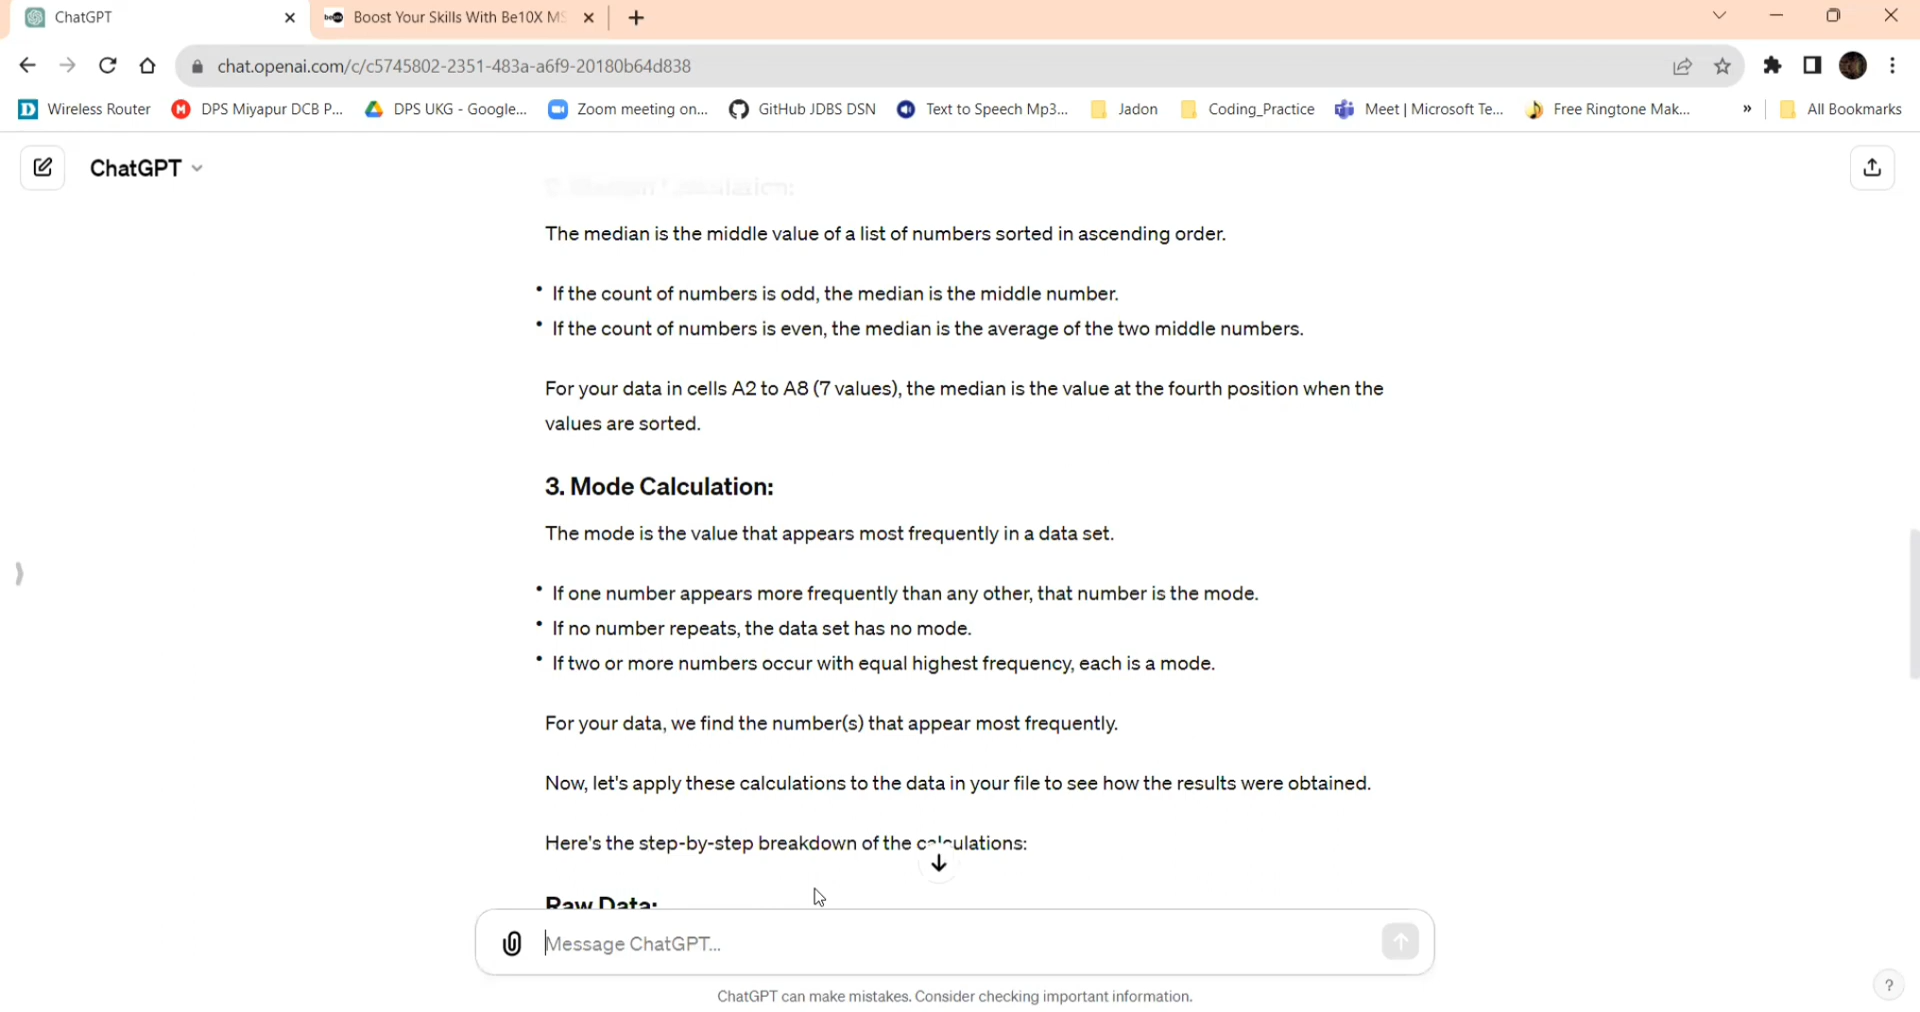 ChatGPT
Boost Your Skills With Be10X MS
chat.openai.com/c/c5745802-2351-483a-a6f9-20180b64d838
Wireless Router
DPS Miyapur DCB P...
DPS UKG - Google...
Zoom meeting on...
GitHub JDBS DSN
Text to Speech Mp3...
Jadon
Coding_Practice
Meet | Microsoft Te...
Free Ringtone Mak...
»
All Bookmarks
ChatGPT
The median is the middle value of a list of numbers sorted in ascending order.
• If the count of numbers is odd, the median is the middle number.
• If the count of numbers is even, the median is the average of the two middle numbers.
For your data in cells A2 to A8 (7 values), the median is the value at the fourth position when the
values are sorted.
3. Mode Calculation:
The mode is the value that appears most frequently in a data set.
• If one number appears more frequently than any other, that number is the mode.
• If no number repeats, the data set has no mode.
• If two or more numbers occur with equal highest frequency, each is a mode.
For your data, we find the number(s) that appear most frequently.
Now, let's apply these calculations to the data in your file to see how the results were obtained.
Here's the step-by-step breakdown of the calculations:
Raw Data:
Message ChatGPT...
ChatGPT can make mistakes. Consider checking important information.
?